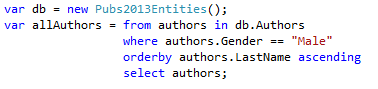 var db = new Pubs2013Entities();
var allAuthors = from authors in db.Authors
where authors.Gender == "Male"
orderby authors.LastName ascending
select authors;